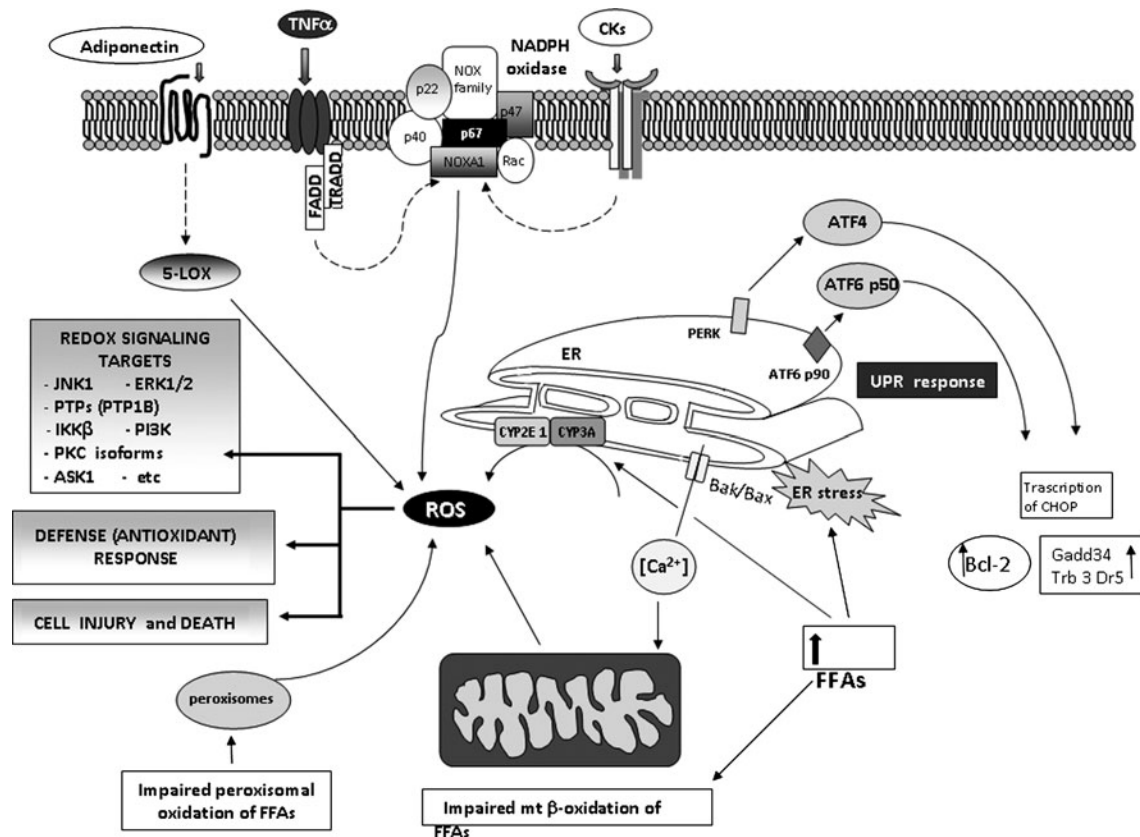 Adiponectin
TNFα
CKs
NADPH
oxidase
NOX
family
p22
p47
p40
p67
NOXA1
Rac
FADD
TRADD
5-LOX
ATF4
ATF6 p50
PERK
ER
ATF6 p90
UPR response
REDOX SIGNALING
TARGETS
- JNK1 - ERK1/2
- PTPs (PTP1B)
- IKKβ - PI3K
- PKC isoforms
- ASK1 - etc
CYP2E 1
CYP3A
Bak/Bax
ER stress
ROS
Trascription
of CHOP
DEFENSE (ANTIOXIDANT)
RESPONSE
[Ca2+]
Bcl-2
Gadd34
Trb 3 Dr5
CELL INJURY and DEATH
FFAs
peroxisomes
Impaired peroxisomal
oxidation of FFAs
Impaired mt β-oxidation of
FFAs